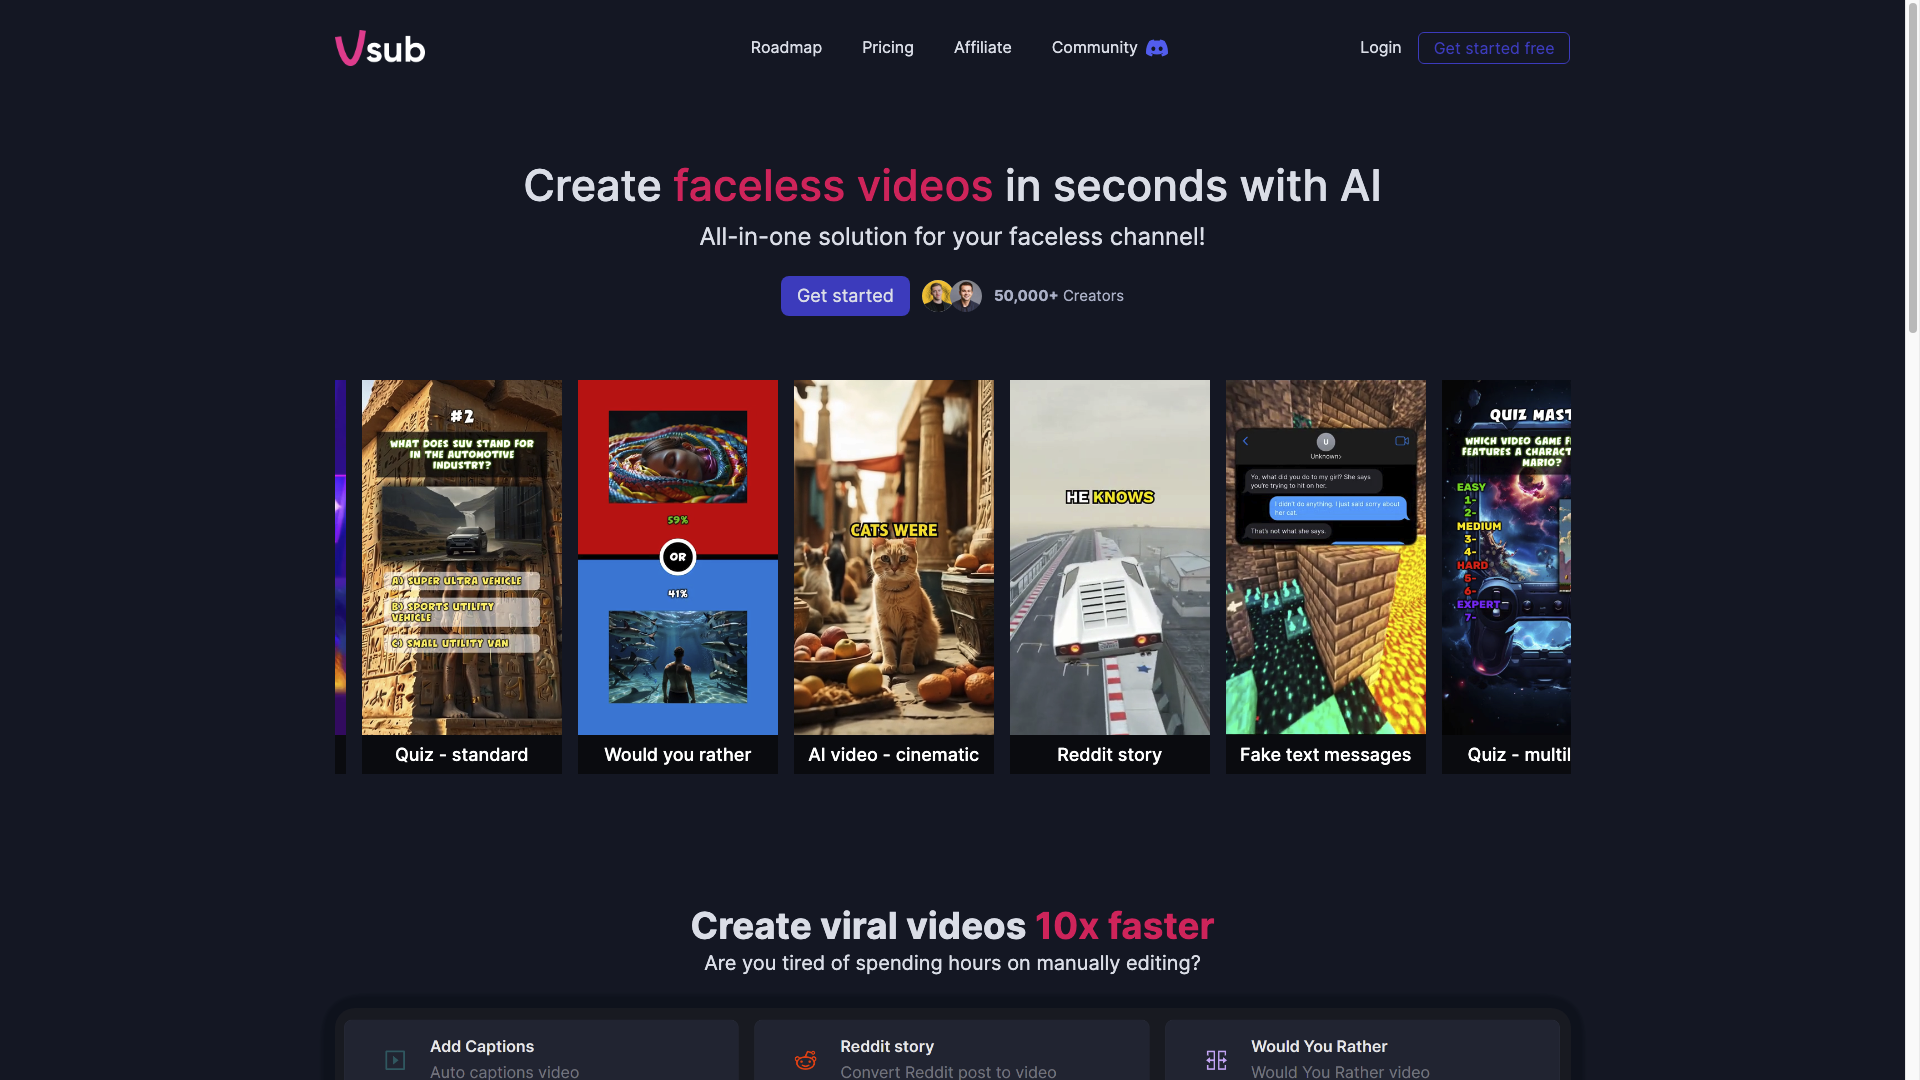 Vsub
Roadmap
Pricing
Affiliate
Community
Login
Get started free
Create faceless videos in seconds with AI
All-in-one solution for your faceless channel!
Get started
50,000+ Creators
#2
WHAT DOES SUV STAND FOR
IN THE AUTOMOTIVE
INDUSTRY?
A) SUPER ULTRA VEHICLE
B) SPORTS UTILITY
VEHICLE
C) SMALL UTILITY VAN
Quiz - standard
59%
OR
41%
Would you rather
CATS WERE
AI video - cinematic
HE KNOWS
Reddit story
U
Unknown>
Yo, what did you do to my girl? She says
you're trying to hit on her.
I didn't do anything. I just said sorry about
her cat.
That's not what she says.
Fake text messages
QUIZ MAST
WHICH VIDEO GAME F
FEATURES A CHARACT
MARIO?
EASY
1-
2-
MEDIUM
3-
4-
HARD
5-
6-
EXPERT
7-
Quiz - multil
Create viral videos 10x faster
Are you tired of spending hours on manually editing?
Add Captions
Auto captions video
Reddit story
Convert Reddit post to video
Would You Rather
Would You Rather video